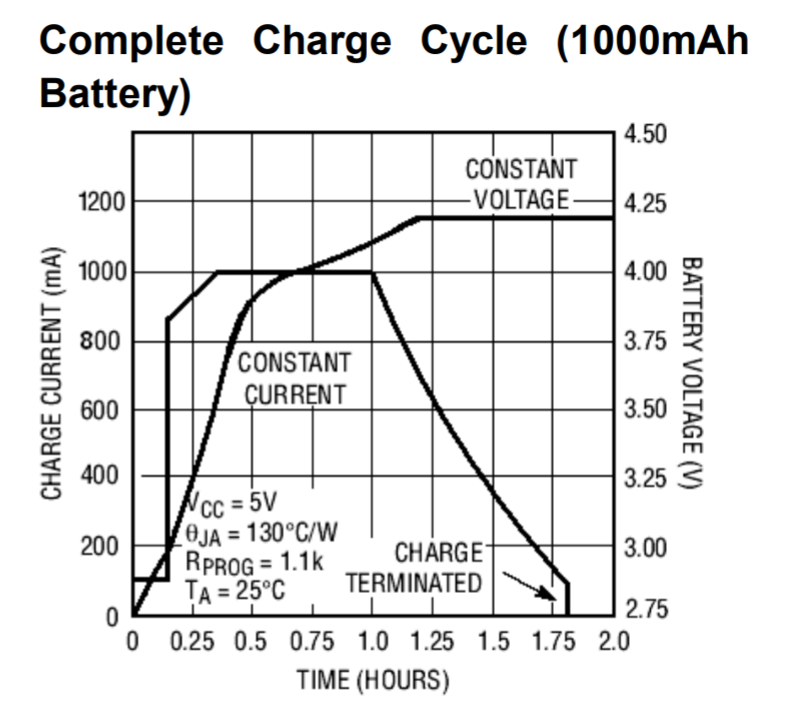 Complete Charge Cycle (1000mAh
Battery)
4.50
CONSTANT
VOLTAGE
1200
4.25
1000
4.00
800
3.75
CONSTANT
CURRENT
600
3.50
400
3.25
VCC = 5V
θJA = 130°C/W
RPROG = 1.1k
TA = 25°C
200
CHARGE
TERMINATED
3.00
0
2.75
0 0.25 0.5 0.75 1.0 1.25 1.5 1.75 2.0
TIME (HOURS)
CHARGE CURRENT (mA)
BATTERY VOLTAGE (V)